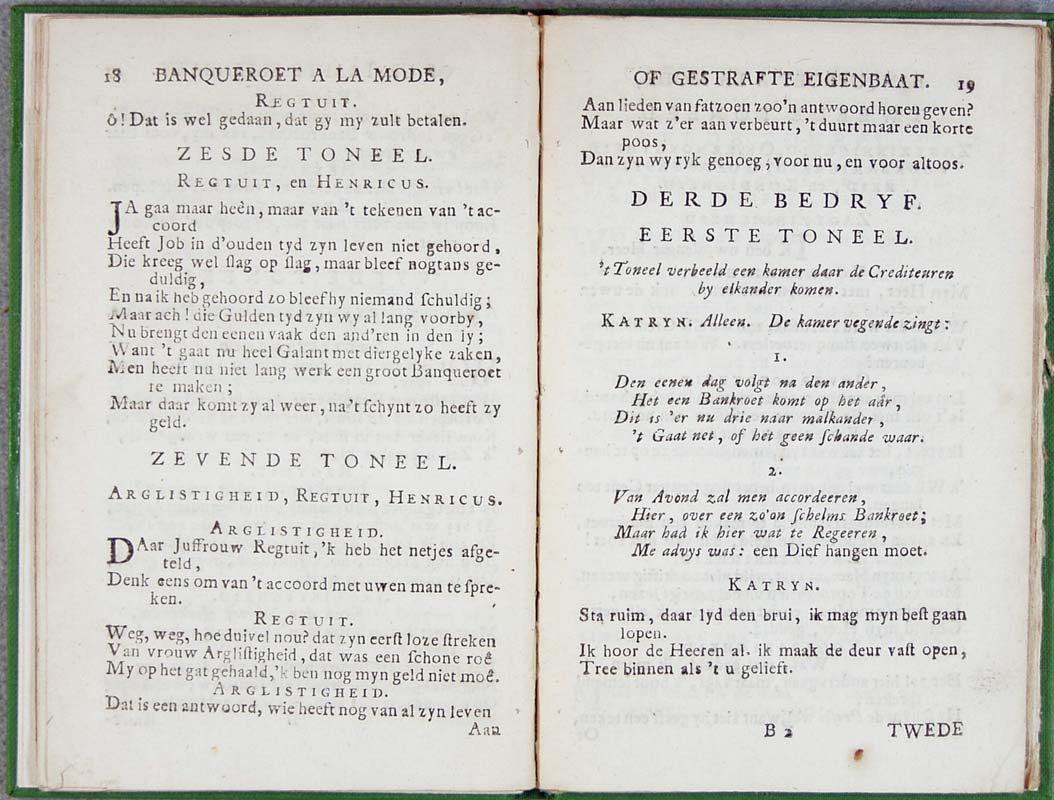 18 BANQUEROET A LA MODE,
REGTUIT.
ô! Dat is wel gedaan, dat gy my zult betalen.
ZESDE TONEEL.
REGTUIT, en HENRICUS.
JA gaa maar heên, maar van 't tekenen van 't ac-
coord
Heeft Job in d'ouden tyd zyn leven niet gehoord,
Die kreeg wel ſlag op ſlag, maar bleef nogtans ge-
duldig,
En na ik heb gehoord zo bleef hy niemand ſchuldig;
Maar ach! die Gulden tyd zyn wy al lang voorby,
Nu brengt den eenen vaak den and'ren in den ly;
Want 't gaat nu heel Galant met diergelyke zaken,
Men heeft nu niet lang werk een groot Banqueroet
te maken;
Maar daar komt zy al weer, na 't ſchynt zo heeft zy
geld.
ZEVENDE TONEEL.
ARGLISTIGHEID, REGTUIT, HENRICUS.
ARGLISTIGHEID.
DAar Juffrouw Regtuit, 'k heb het netjes afge-
teld,
Denk eens om van 't accoord met uwen man te ſpre-
ken.
REGTUIT.
Weg, weg, hoe duivel nou? dat zyn eerſt loze ſtreken
Van vrouw Argliſtigheid, dat was een ſchone roê
My op het gat gehaald, 'k ben nog myn geld niet moê.
ARGLISTIGHEID.
Dat is een antwoord, wie heeft nog van al zyn leven
Aan
OF GESTRAFTE EIGENBAAT. 19
Aan lieden van fatzoen zoo'n antwoord horen geven?
Maar wat z'er aan verbeurt, 't duurt maar een korte
poos,
Dan zyn wy ryk genoeg, voor nu, en voor altoos.
DERDE BEDRYF.
EERSTE TONEEL.
't Toneel verbeeld een kamer daar de Crediteuren
by elkander komen.
KATRYN. Alleen. De kamer vegende zingt:
1.
Den eenen dag volgt na den ander,
Het een Bankroet komt op het aâr,
Dit is 'er nu drie naar malkander,
't Gaat net, of het geen ſchande waar.
2.
Van Avond zal men accordeeren,
Hier, over een zo'on ſchelms Bankroet;
Maar had ik hier wat te Regeeren,
Me advys was: een Dief hangen moet.
KATRYN.
Sta ruim, daar lyd den brui, ik mag myn beſt gaan
lopen.
Ik hoor de Heeren al. ik maak de deur vaſt open,
Tree binnen als 't u gelieft.
B 2 TWEDE